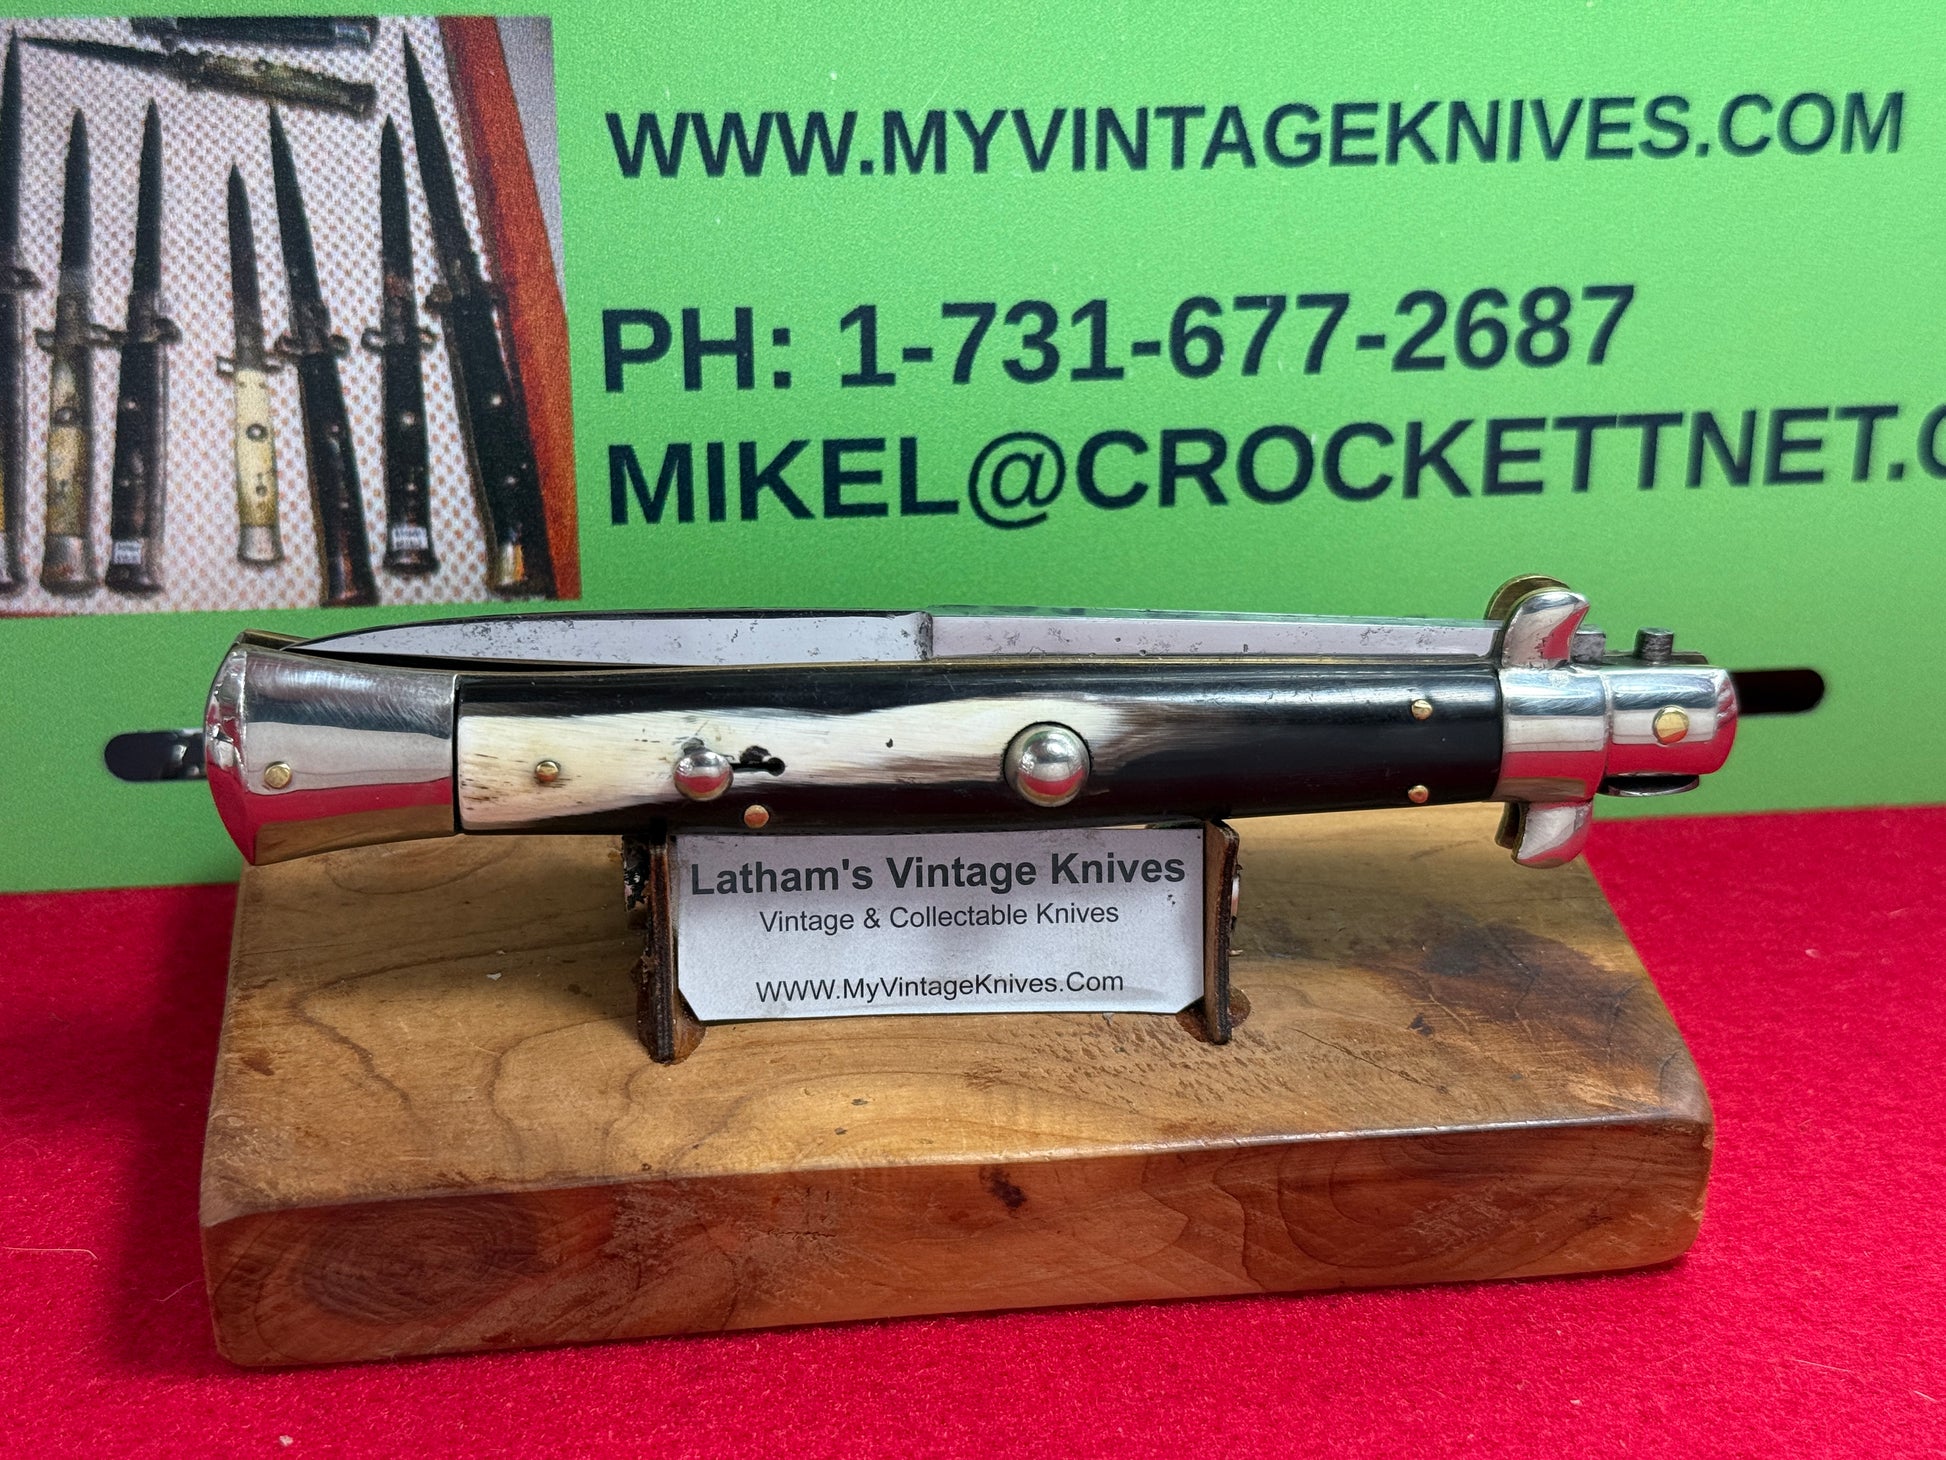 WWW.MYVINTAGEKNIVES.COM
PH: 1-731-677-2687
MIKEL@CROCKETTNET.C
Latham's Vintage Knives
Vintage & Collectable Knives
WWW.MyVintageKnives.Com